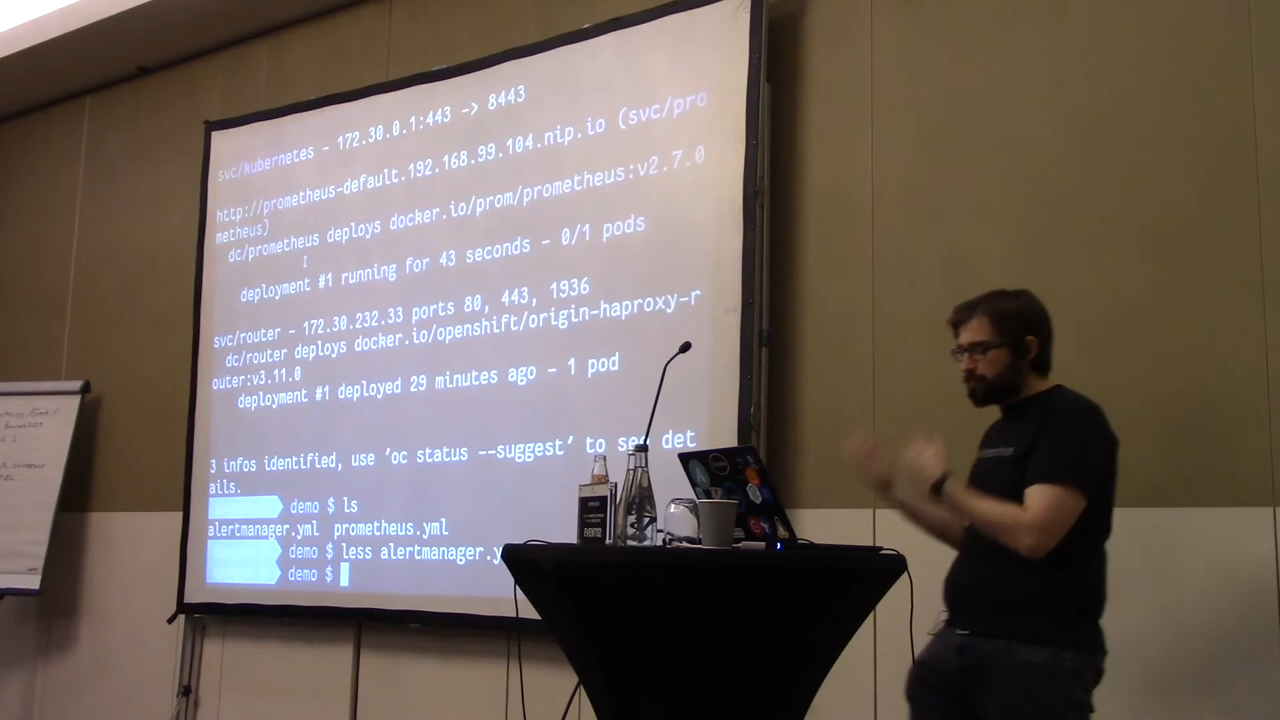 svc/kubernetes - 172.30.0.1:443 -> 8443
http://prometheus-default.192.168.99.104.nip.io (svc/pro
metheus)
dc/prometheus deploys docker.io/prom/prometheus:v2.7.0
deployment #1 running for 43 seconds - 0/1 pods
svc/router - 172.30.232.33 ports 80, 443, 1936
dc/router deploys docker.io/openshift/origin-haproxy-r
outer:v3.11.0
deployment #1 deployed 29 minutes ago - 1 pod
3 infos identified, use 'oc status --suggest' to see det
ails.
demo $ ls
alertmanager.yml prometheus.yml
demo $ less alertmanager.y
demo $